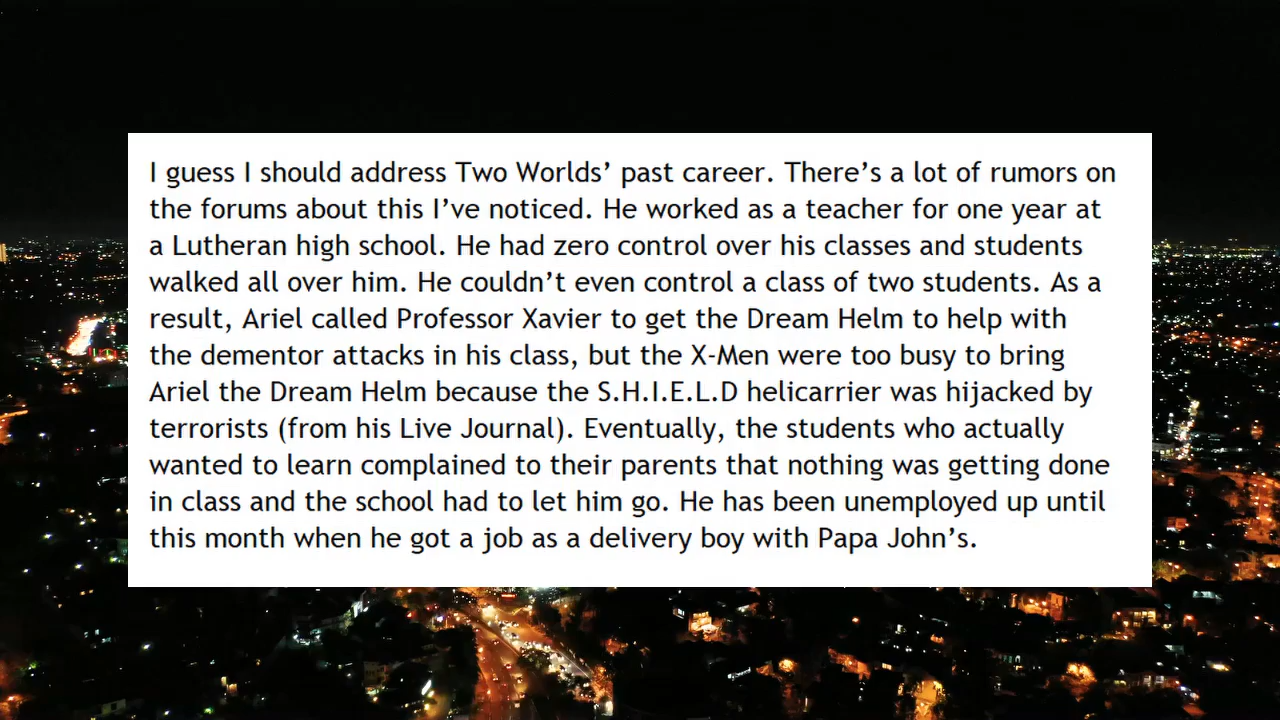 I guess I should address Two Worlds’ past career. There’s a lot of rumors on
the forums about this I’ve noticed. He worked as a teacher for one year at
a Lutheran high school. He had zero control over his classes and students
walked all over him. He couldn’t even control a class of two students. As a
result, Ariel called Professor Xavier to get the Dream Helm to help with
the dementor attacks in his class, but the X-Men were too busy to bring
Ariel the Dream Helm because the S.H.I.E.L.D helicarrier was hijacked by
terrorists (from his Live Journal). Eventually, the students who actually
wanted to learn complained to their parents that nothing was getting done
in class and the school had to let him go. He has been unemployed up until
this month when he got a job as a delivery boy with Papa John’s.